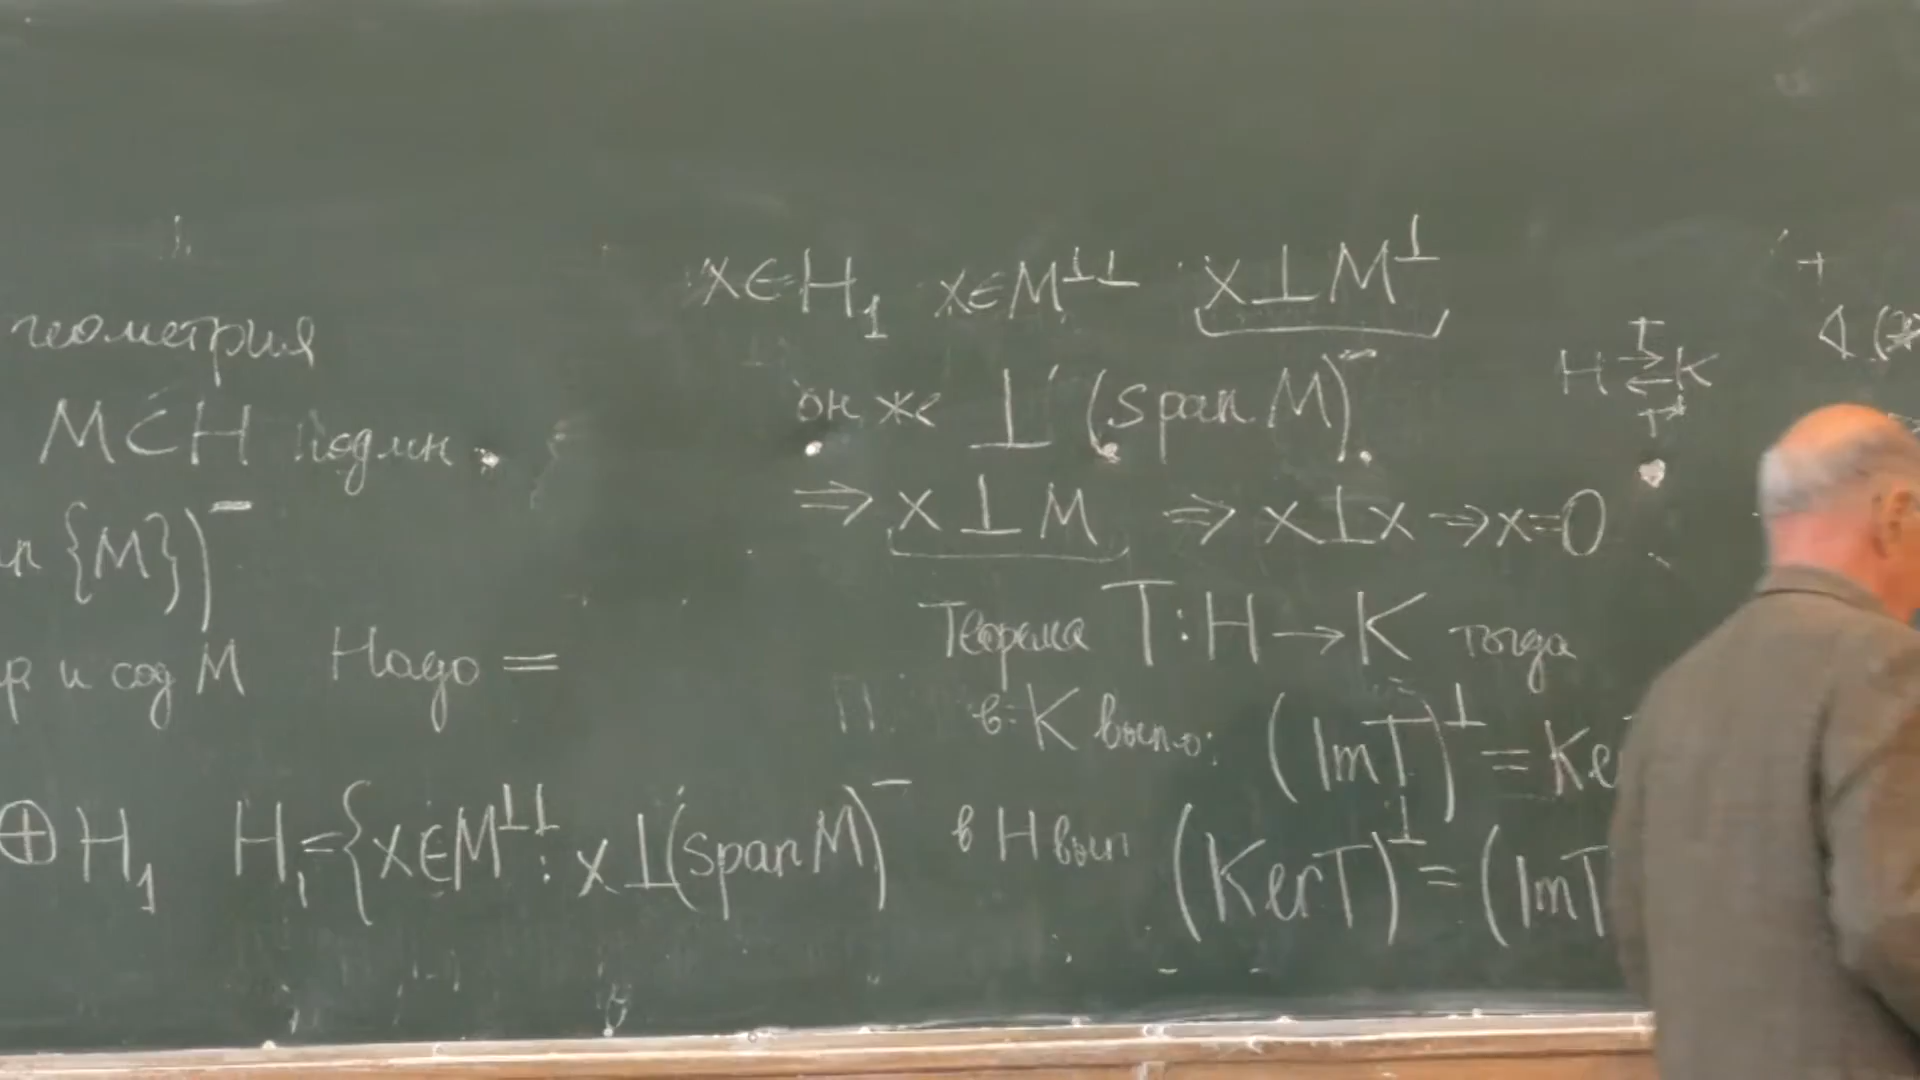 геометрия
M ⊂ H подмн.
{M})⁻
и сод M Надо =
⊕ H₁ H₁ = {x ∈ M⊥⊥ : x ⊥ (span M)⁻
x ∈ H₁ x ∈ M⊥⊥ x ⊥ M⊥
он же ⊥ (span M)⁻
⇒ x ⊥ M ⇒ x ⊥ x ⇒ x = 0
Теорема T : H → K тогда
в K вып-о: (Im T)⊥ = Ke
в H вып (Ker T)⊥ = (Im T
T
H ⇄ K
T*